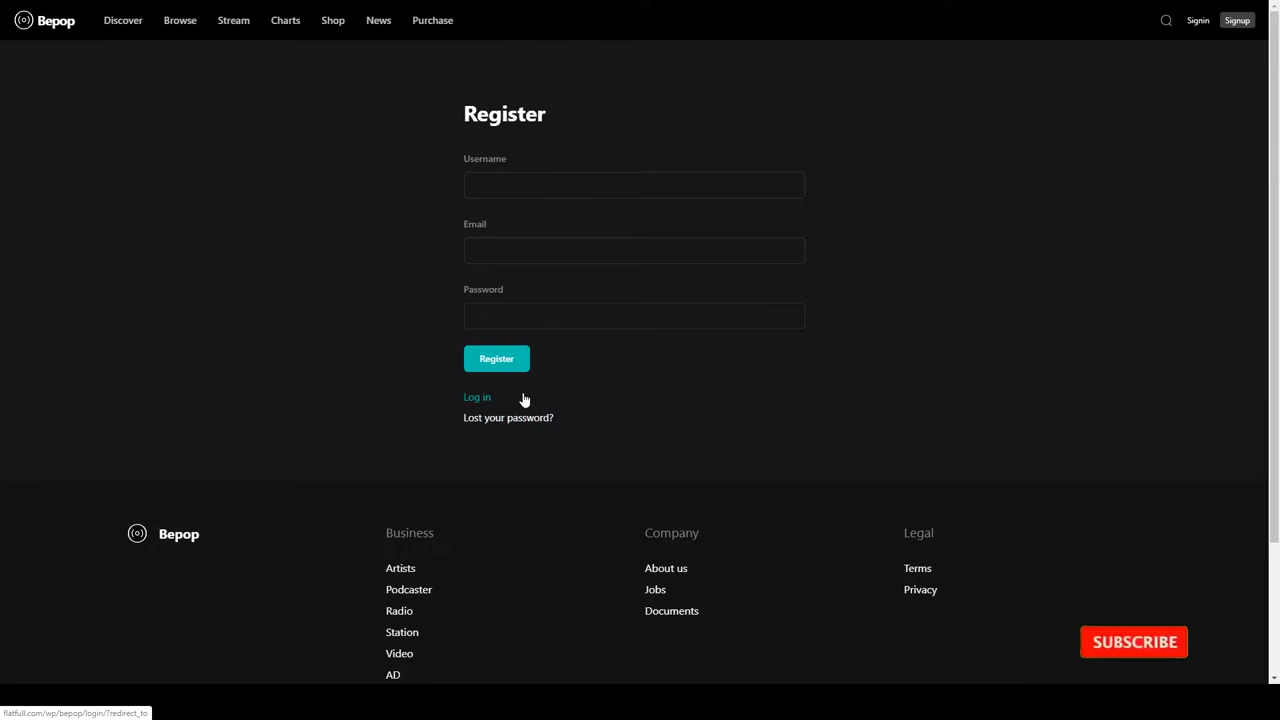 Bepop Discover Browse Stream Charts Shop News Purchase Signin Signup
Register
Username
Email
Password
Register
Log in
Lost your password?
Bepop Business Company Legal
Artists About us Terms
Podcaster Jobs Privacy
Radio Documents
Station
SUBSCRIBE
Video
AD
flatfull.com/wp/bepop/login/?redirect_to